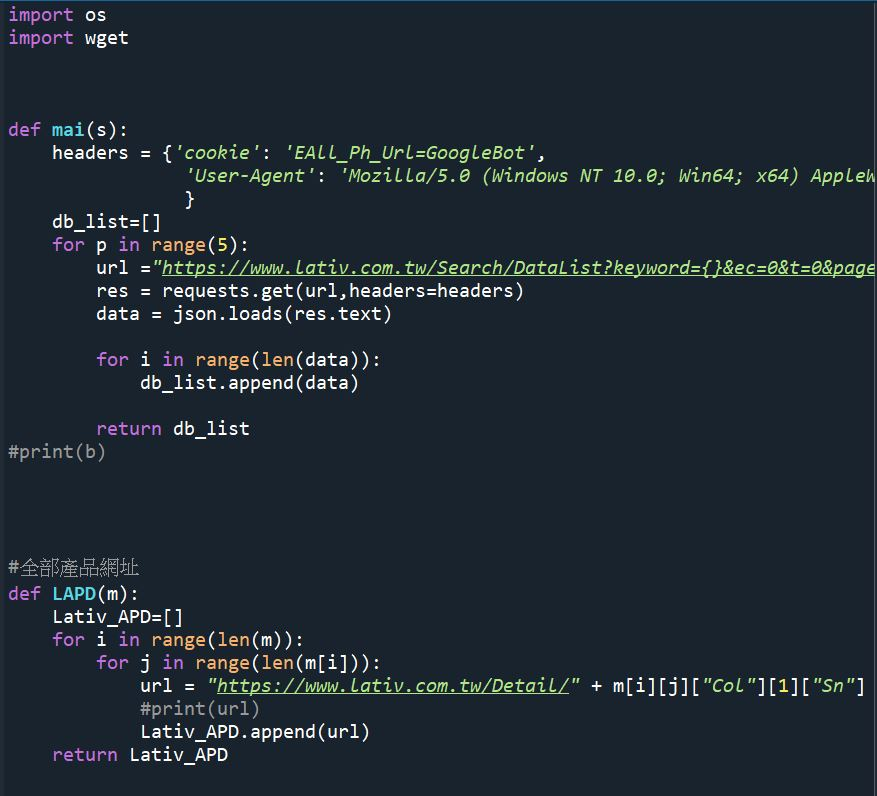 import os
import wget
def mai(s):
    headers = {'cookie': 'EAll_Ph_Url=GoogleBot',
                'User-Agent': 'Mozilla/5.0 (Windows NT 10.0; Win64; x64) AppleW
                }
    db_list=[]
    for p in range(5):
        url ="https://www.lativ.com.tw/Search/DataList?keyword={}&ec=0&t=0&page
        res = requests.get(url,headers=headers)
        data = json.loads(res.text)
        for i in range(len(data)):
            db_list.append(data)
        return db_list
#print(b)
#全部產品網址
def LAPD(m):
    Lativ_APD=[]
    for i in range(len(m)):
        for j in range(len(m[i])):
            url = "https://www.lativ.com.tw/Detail/" + m[i][j]["Col"][1]["Sn"]
            #print(url)
            Lativ_APD.append(url)
    return Lativ_APD